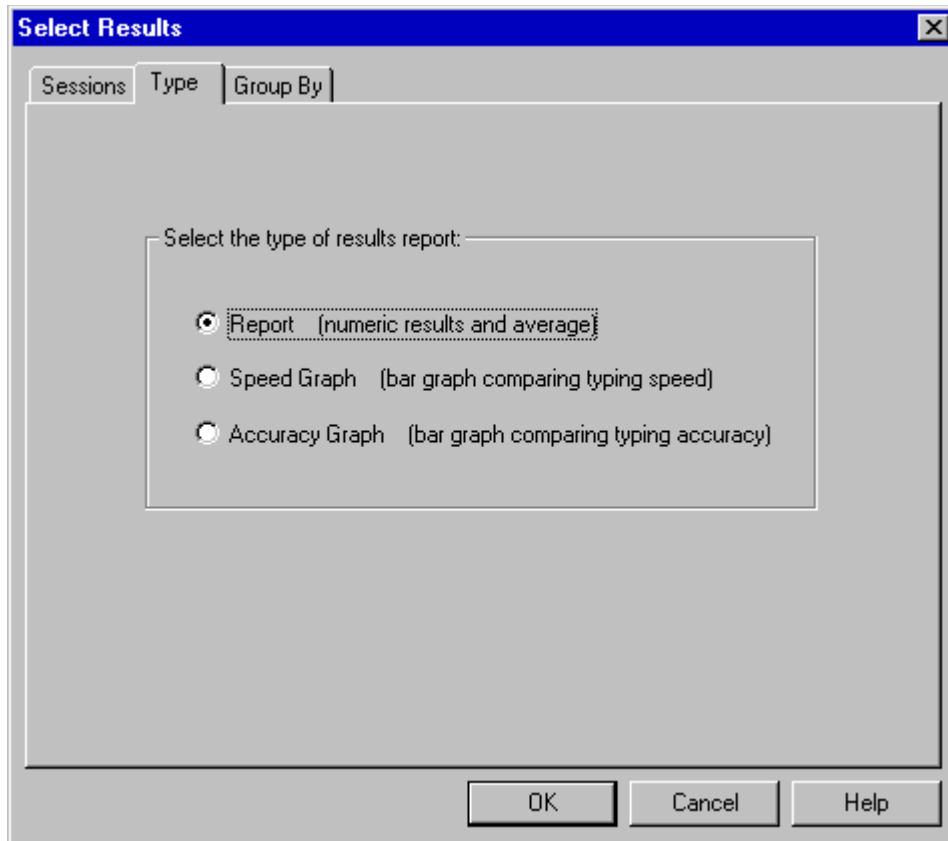 Select Results
Sessions Type Group By
Select the type of results report:
Report (numeric results and average)
Speed Graph (bar graph comparing typing speed)
Accuracy Graph (bar graph comparing typing accuracy)
OK Cancel Help